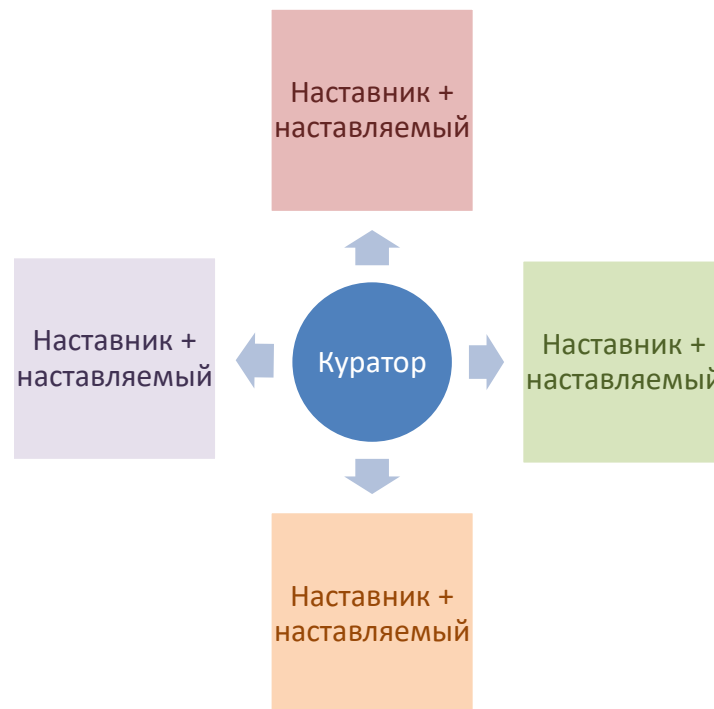 Наставник +
наставляемый
Наставник +
наставляемый
Куратор
Наставник +
наставляемый
Наставник +
наставляемый